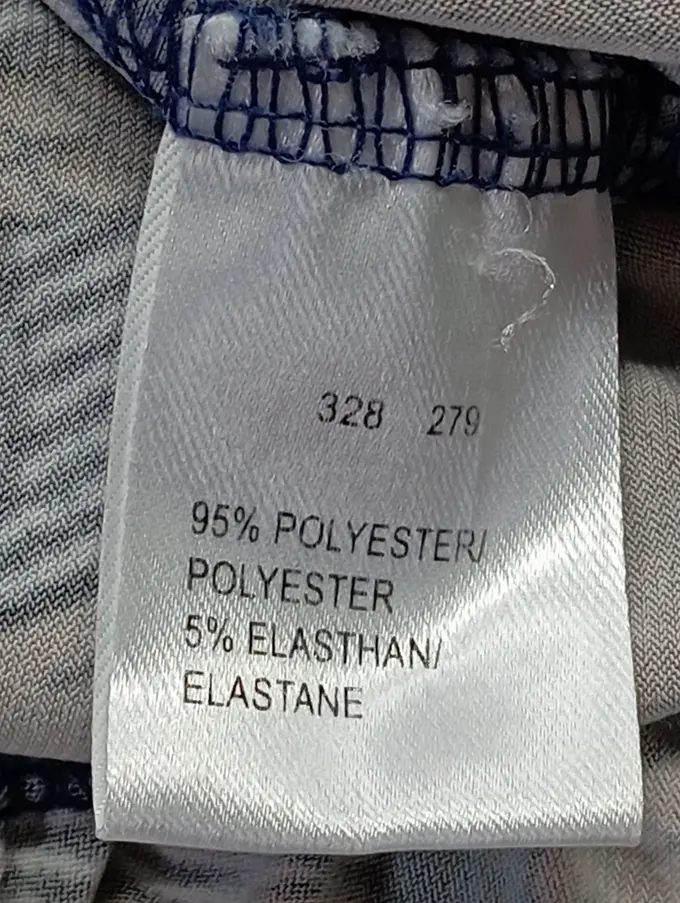 328 279
95% POLYESTER/
POLYESTER
5% ELASTHAN/
ELASTANE